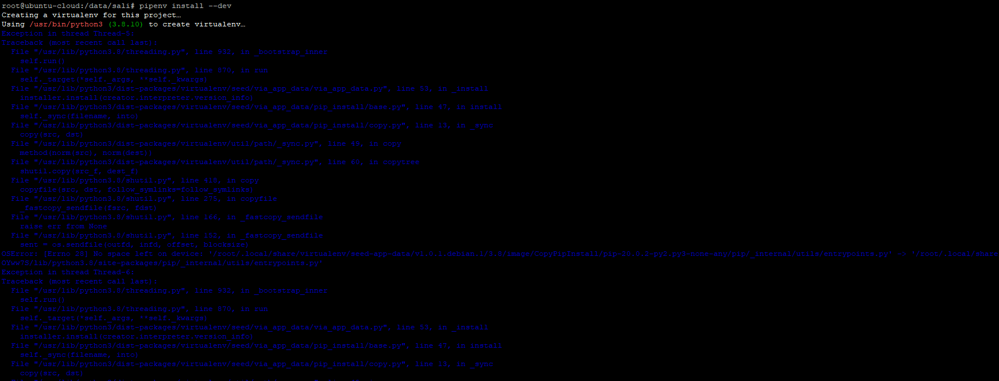 root@ubuntu-cloud:/data/sali# pipenv install --dev
Creating a virtualenv for this project…
Using /usr/bin/python3 (3.8.10) to create virtualenv…
Exception in thread Thread-5:
Traceback (most recent call last):
  File "/usr/lib/python3.8/threading.py", line 932, in _bootstrap_inner
    self.run()
  File "/usr/lib/python3.8/threading.py", line 870, in run
    self._target(*self._args, **self._kwargs)
  File "/usr/lib/python3/dist-packages/virtualenv/seed/via_app_data/via_app_data.py", line 53, in _install
    installer.install(creator.interpreter.version_info)
  File "/usr/lib/python3/dist-packages/virtualenv/seed/via_app_data/pip_install/base.py", line 47, in install
    self._sync(filename, into)
  File "/usr/lib/python3/dist-packages/virtualenv/seed/via_app_data/pip_install/copy.py", line 13, in _sync
    copy(src, dst)
  File "/usr/lib/python3/dist-packages/virtualenv/util/path/_sync.py", line 49, in copy
    method(norm(src), norm(dest))
  File "/usr/lib/python3/dist-packages/virtualenv/util/path/_sync.py", line 60, in copytree
    shutil.copy(src_f, dest_f)
  File "/usr/lib/python3.8/shutil.py", line 418, in copy
    copyfile(src, dst, follow_symlinks=follow_symlinks)
  File "/usr/lib/python3.8/shutil.py", line 275, in copyfile
    _fastcopy_sendfile(fsrc, fdst)
  File "/usr/lib/python3.8/shutil.py", line 166, in _fastcopy_sendfile
    raise err from None
  File "/usr/lib/python3.8/shutil.py", line 152, in _fastcopy_sendfile
    sent = os.sendfile(outfd, infd, offset, blocksize)
OSError: [Errno 28] No space left on device: '/root/.local/share/virtualenv/seed-app-data/v1.0.1.debian.1/3.8/image/CopyPipInstall/pip-20.0.2-py2.py3-none-any/pip/_internal/utils/entrypoints.py' -> '/root/.local/share
OYww7S/lib/python3.8/site-packages/pip/_internal/utils/entrypoints.py'
Exception in thread Thread-6:
Traceback (most recent call last):
  File "/usr/lib/python3.8/threading.py", line 932, in _bootstrap_inner
    self.run()
  File "/usr/lib/python3.8/threading.py", line 870, in run
    self._target(*self._args, **self._kwargs)
  File "/usr/lib/python3/dist-packages/virtualenv/seed/via_app_data/via_app_data.py", line 53, in _install
    installer.install(creator.interpreter.version_info)
  File "/usr/lib/python3/dist-packages/virtualenv/seed/via_app_data/pip_install/base.py", line 47, in install
    self._sync(filename, into)
  File "/usr/lib/python3/dist-packages/virtualenv/seed/via_app_data/pip_install/copy.py", line 13, in _sync
    copy(src, dst)